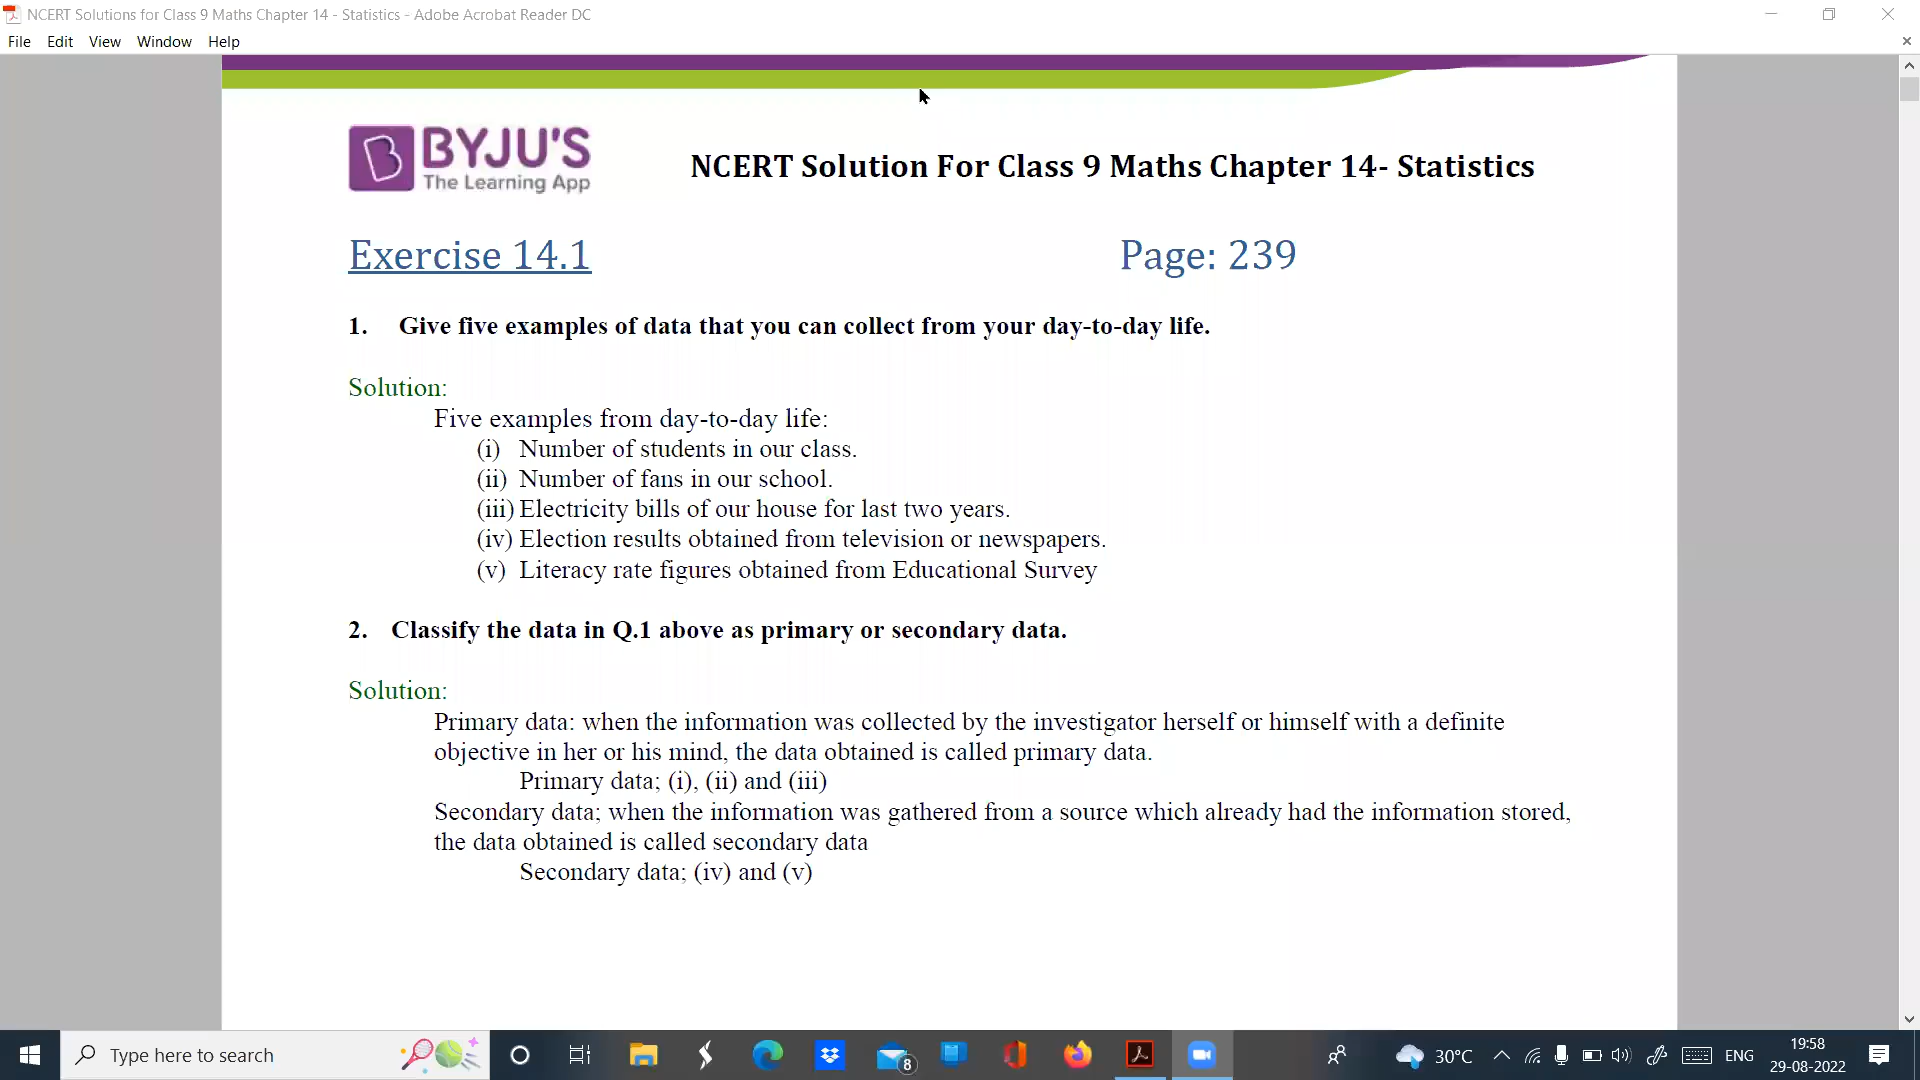 NCERT Solutions for Class 9 Maths Chapter 14 - Statistics - Adobe Acrobat Reader DC
File Edit View Window Help
BYJU'S
The Learning App
NCERT Solution For Class 9 Maths Chapter 14- Statistics
Exercise 14.1 Page: 239
1. Give five examples of data that you can collect from your day-to-day life.
Solution:
Five examples from day-to-day life:
(i) Number of students in our class.
(ii) Number of fans in our school.
(iii) Electricity bills of our house for last two years.
(iv) Election results obtained from television or newspapers.
(v) Literacy rate figures obtained from Educational Survey
2. Classify the data in Q.1 above as primary or secondary data.
Solution:
Primary data: when the information was collected by the investigator herself or himself with a definite
objective in her or his mind, the data obtained is called primary data.
Primary data; (i), (ii) and (iii)
Secondary data; when the information was gathered from a source which already had the information stored,
the data obtained is called secondary data
Secondary data; (iv) and (v)
Type here to search 8 30°C ENG 19:58
29-08-2022